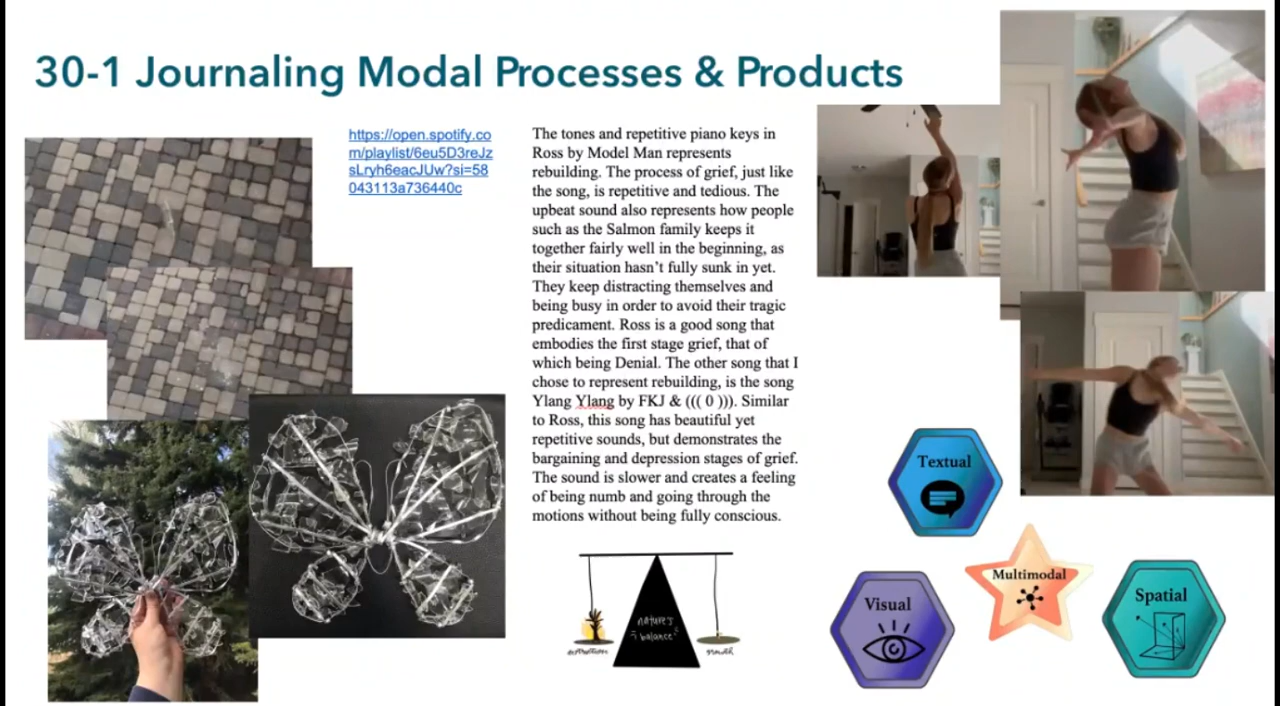 30-1 Journaling Modal Processes & Products
https://open.spotify.co
m/playlist/6eu5D3reJz
sLryh6eacJUw?si=58
043113a736440c
The tones and repetitive piano keys in
Ross by Model Man represents
rebuilding. The process of grief, just like
the song, is repetitive and tedious. The
upbeat sound also represents how people
such as the Salmon family keeps it
together fairly well in the beginning, as
their situation hasn't fully sunk in yet.
They keep distracting themselves and
being busy in order to avoid their tragic
predicament. Ross is a good song that
embodies the first stage grief, that of
which being Denial. The other song that I
chose to represent rebuilding, is the song
Ylang Ylang by FKJ & ((( 0 ))). Similar
to Ross, this song has beautiful yet
repetitive sounds, but demonstrates the
bargaining and depression stages of grief.
The sound is slower and creates a feeling
of being numb and going through the
motions without being fully conscious.
nature's
balance
growth
Textual
Multimodal
Visual
Spatial